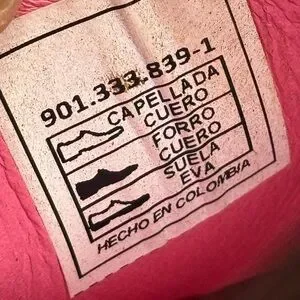 901.333.839-1
CAPELLADA
CUERO
FORRO
CUERO
SUELA
EVA
HECHO EN COLOMBIA